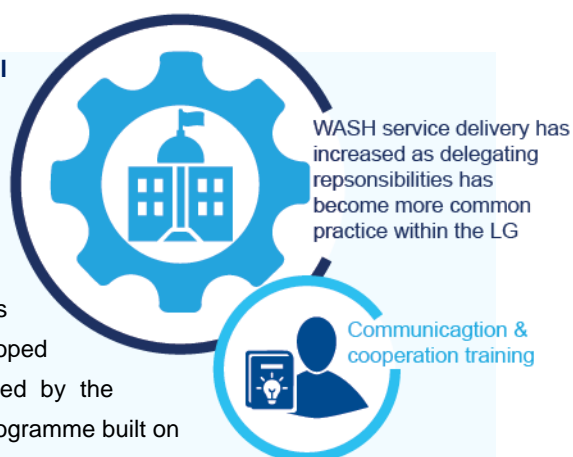 l
WASH service delivery has
increased as delegating
repsonsibilities has
become more common
practice within the LG
s
oped
ed by the
ogramme built on
Communicagtion &
cooperation training